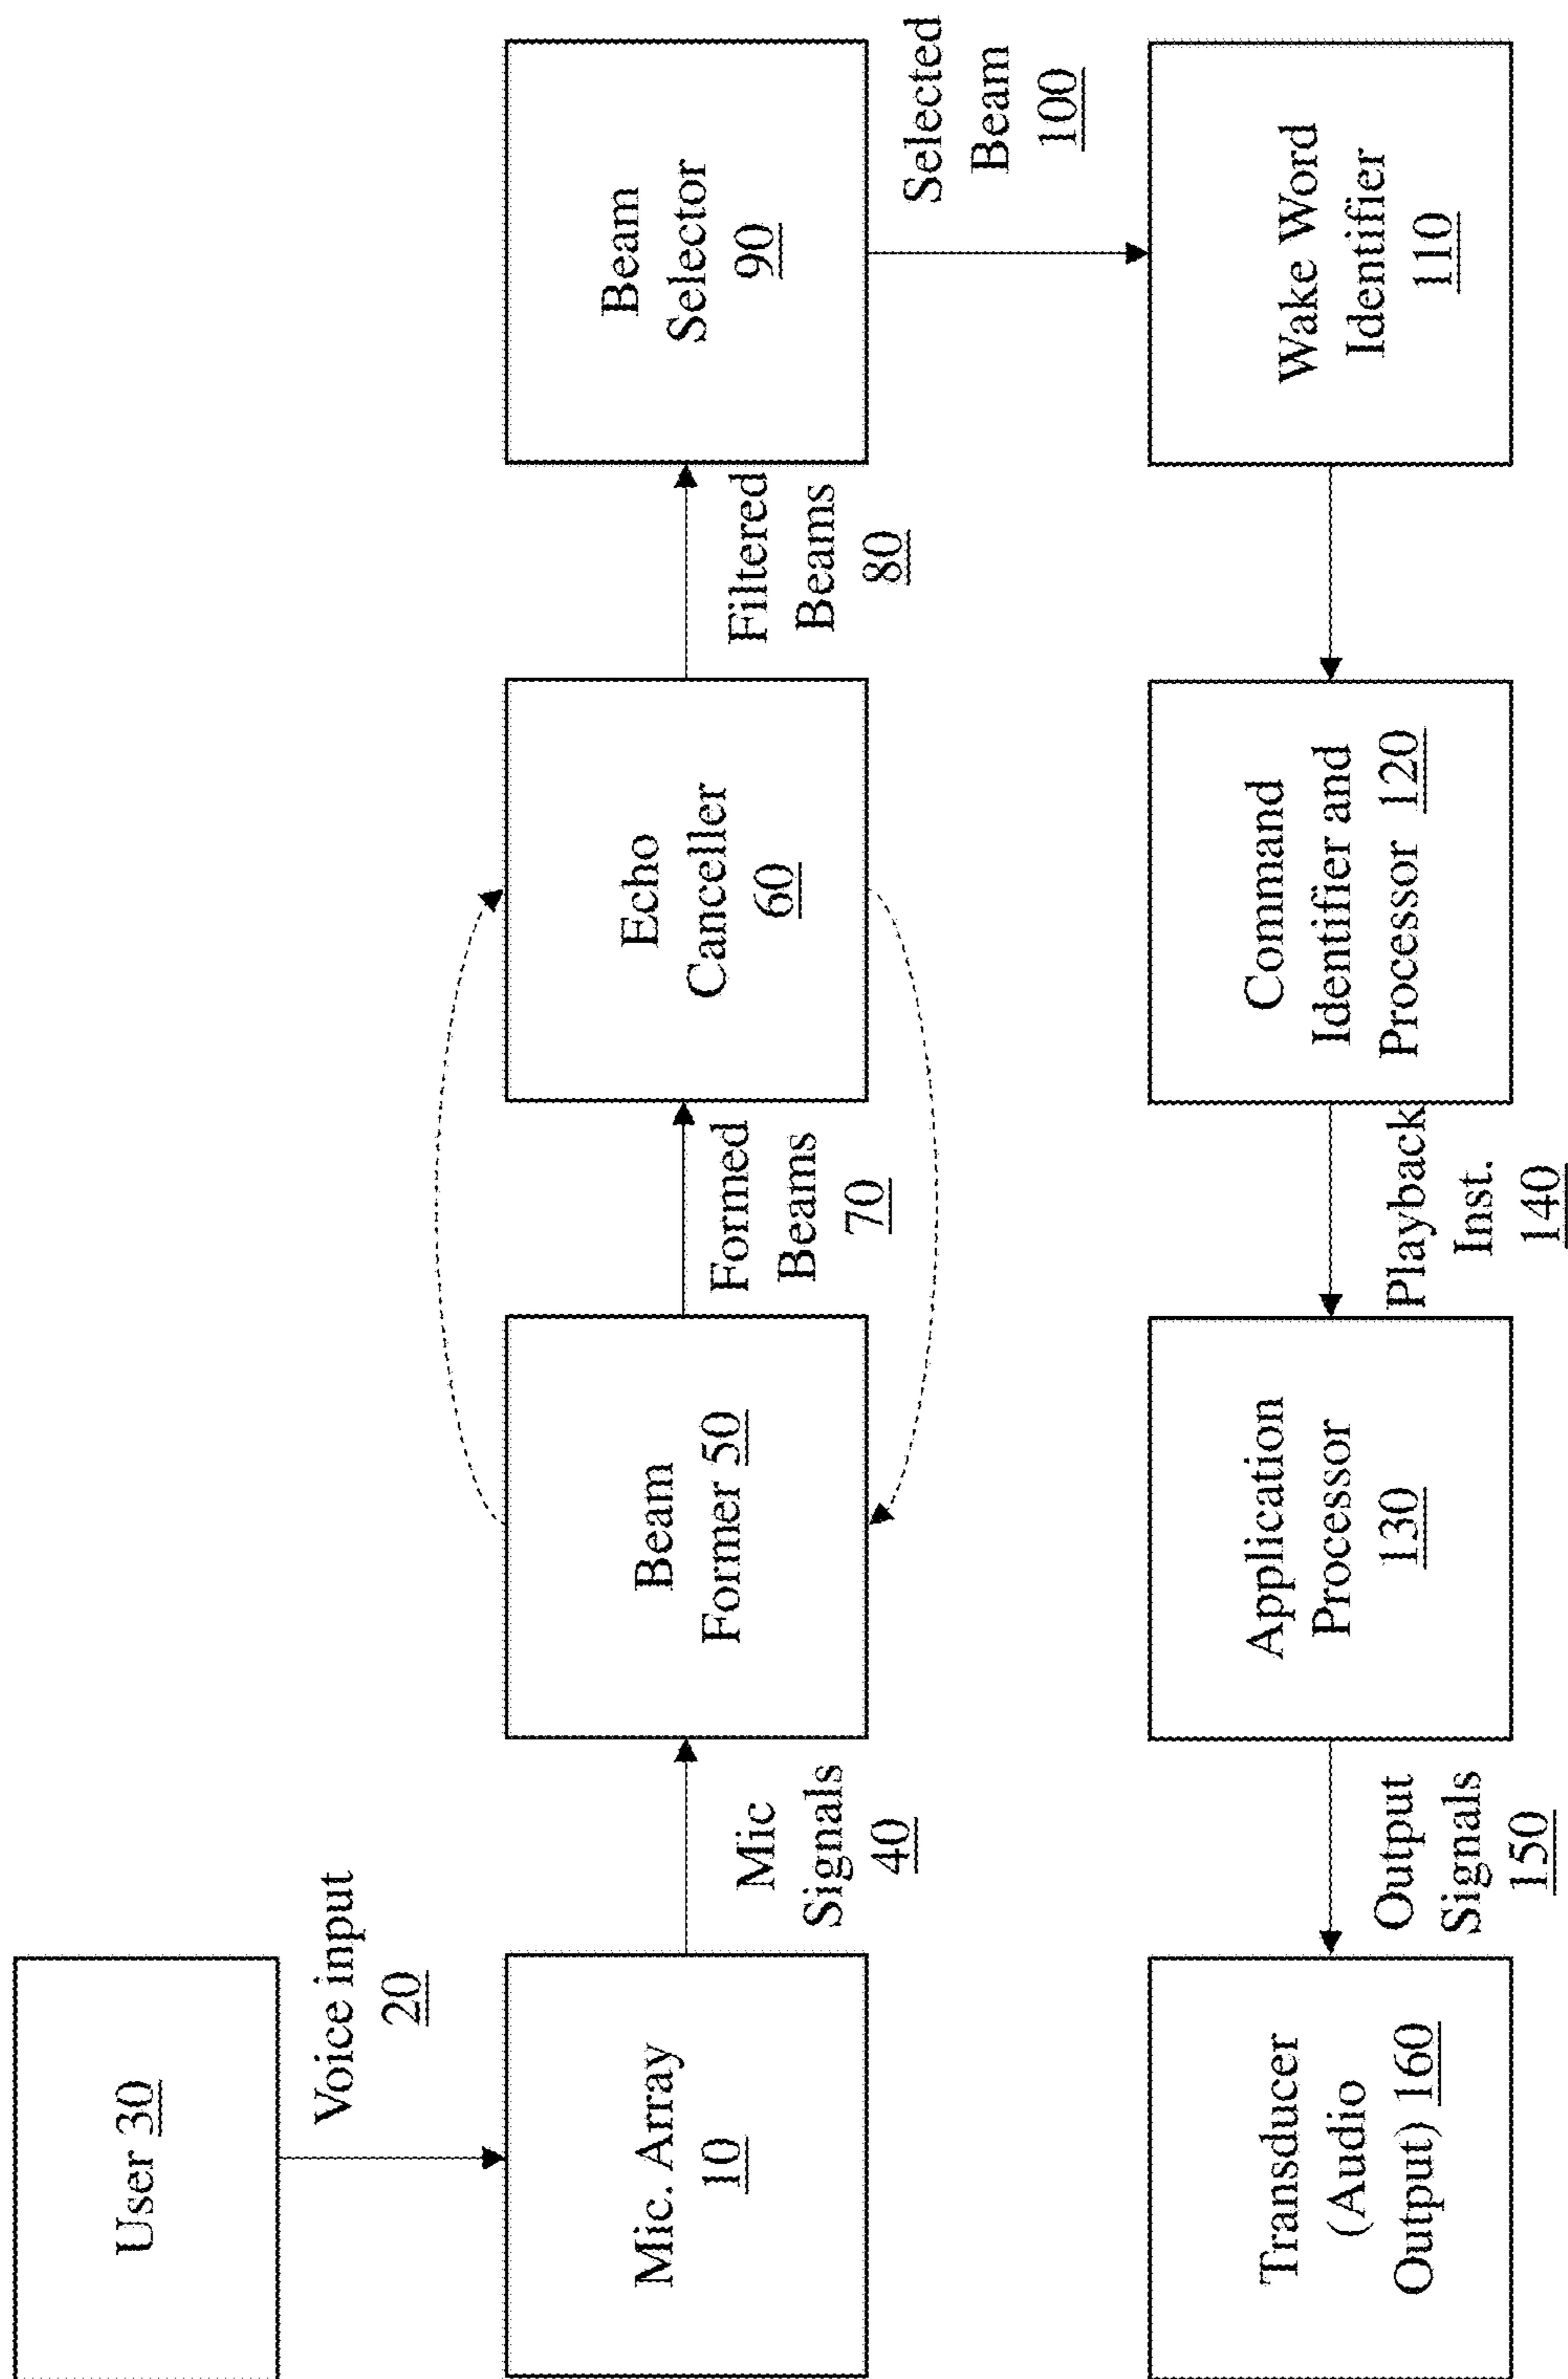 User 30
Voice input
20
Mic. Array
10
Mic
Signals
40
Beam
Former 50
Formed
Beams
70
Echo
Canceller
60
Filtered
Beams
80
Beam
Selector
90
Selected
Beam
100
Wake Word
Identifier
110
Command
Identifier and
Processor 120
Playback
Inst.
140
Application
Processor
130
Output
Signals
150
Transducer
(Audio
Output) 160